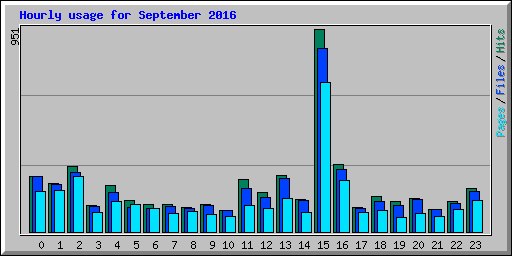 Hourly usage for September 2016
951
Pages/Files/Hits
0 1 2 3 4 5 6 7 8 9 10 11 12 13 14 15 16 17 18 19 20 21 22 23